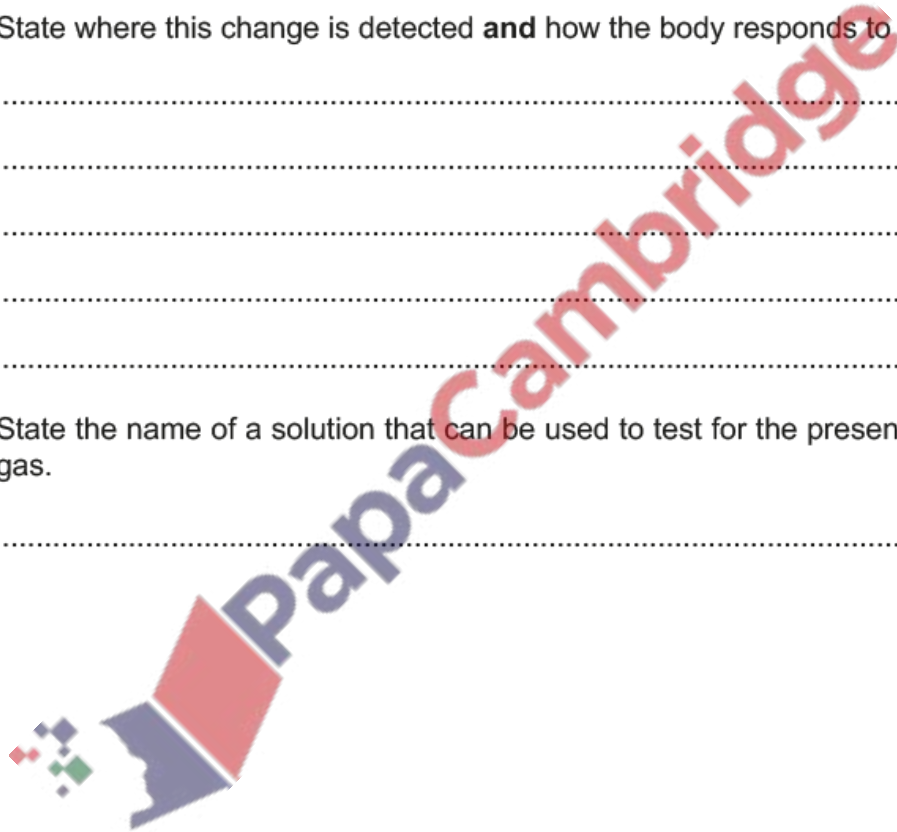 State where this change is detected and how the body responds to
State the name of a solution that can be used to test for the presen
gas.
PapaCambridge